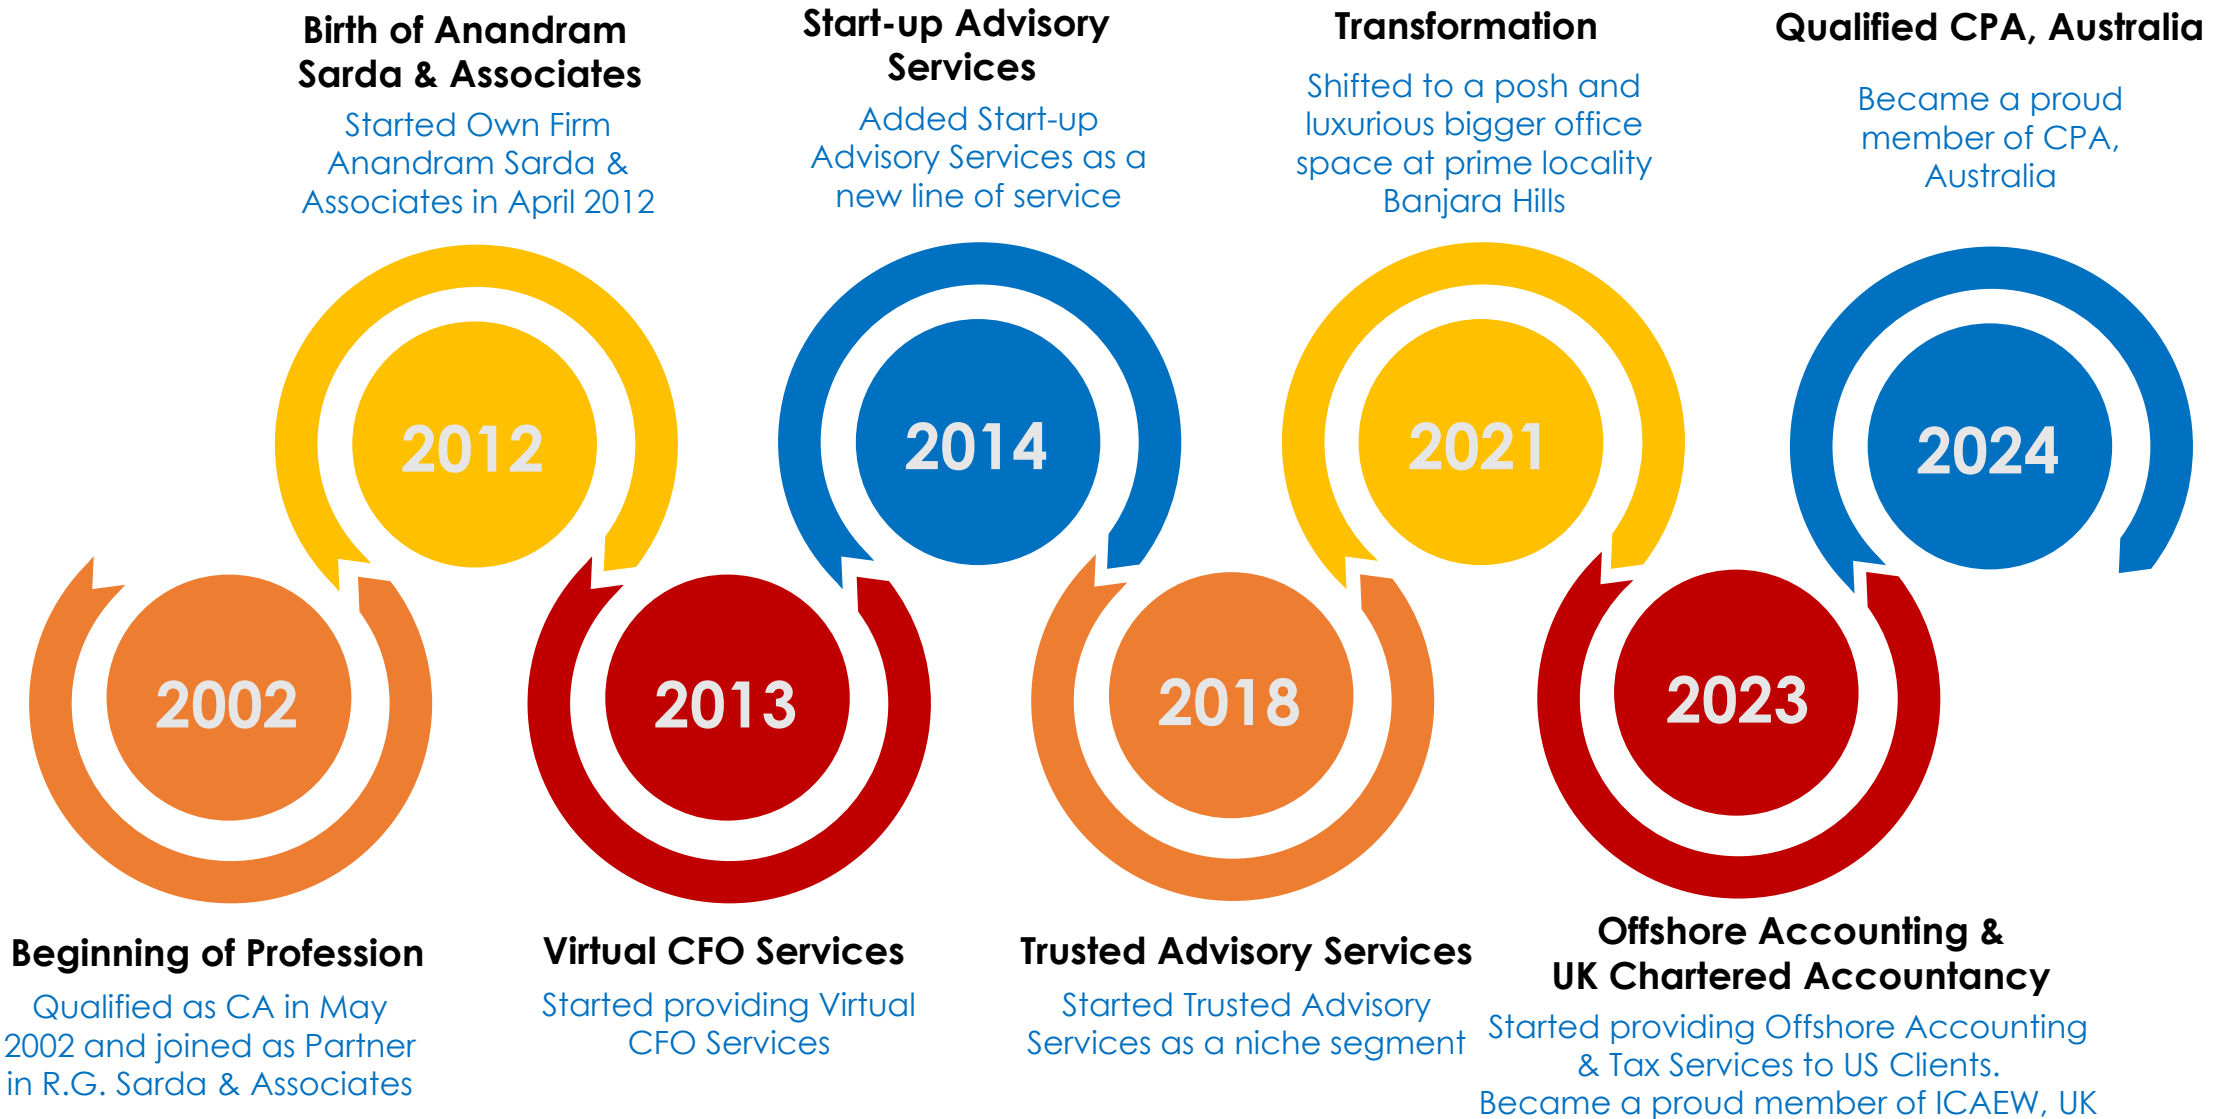 Birth of Anandram
Sarda & Associates
Started Own Firm
Anandram Sarda &
Associates in April 2012
Start-up Advisory
Services
Added Start-up
Advisory Services as a
new line of service
Transformation
Shifted to a posh and
luxurious bigger office
space at prime locality
Banjara Hills
Qualified CPA, Australia
Became a proud
member of CPA,
Australia
2012
2014
2021
2024
2002
2013
2018
2023
Beginning of Profession
Qualified as CA in May
2002 and joined as Partner
in R.G. Sarda & Associates
Virtual CFO Services
Started providing Virtual
CFO Services
Trusted Advisory Services
Started Trusted Advisory
Services as a niche segment
Offshore Accounting &
UK Chartered Accountancy
Started providing Offshore Accounting
& Tax Services to US Clients.
Became a proud member of ICAEW, UK